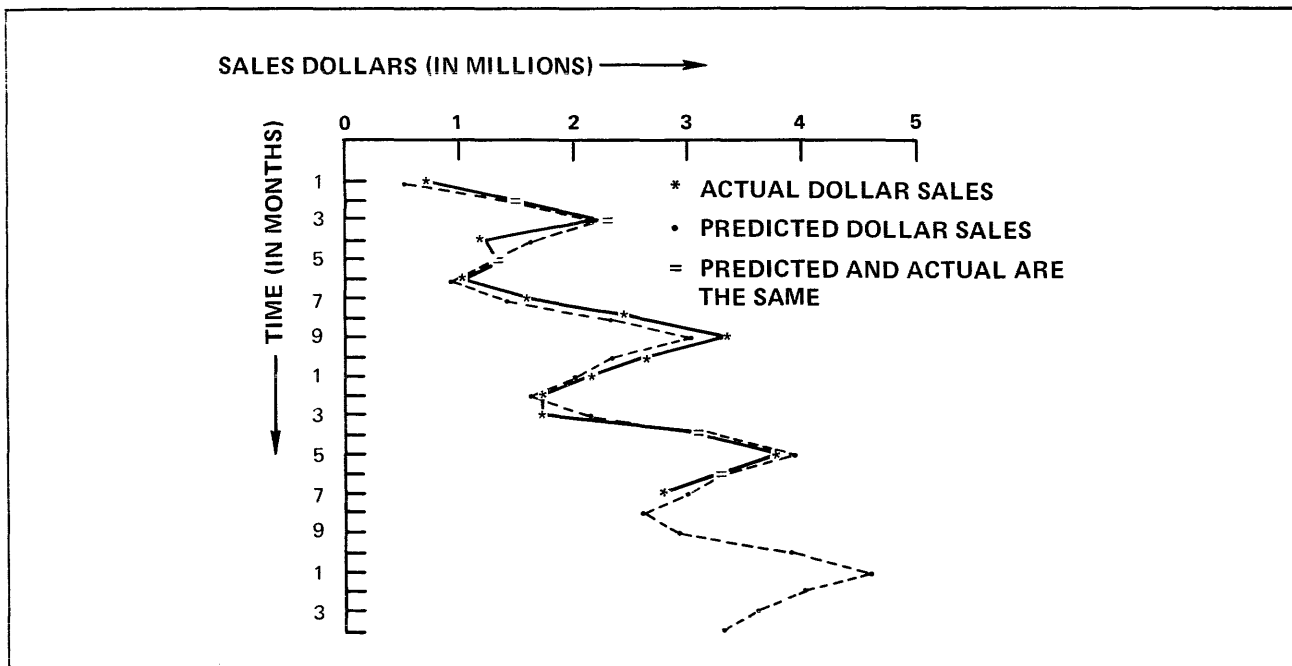 SALES DOLLARS (IN MILLIONS)
0 1 2 3 4 5
TIME (IN MONTHS)
1
3
5
7
9
1
3
5
7
9
1
3
* ACTUAL DOLLAR SALES
• PREDICTED DOLLAR SALES
= PREDICTED AND ACTUAL ARE
THE SAME